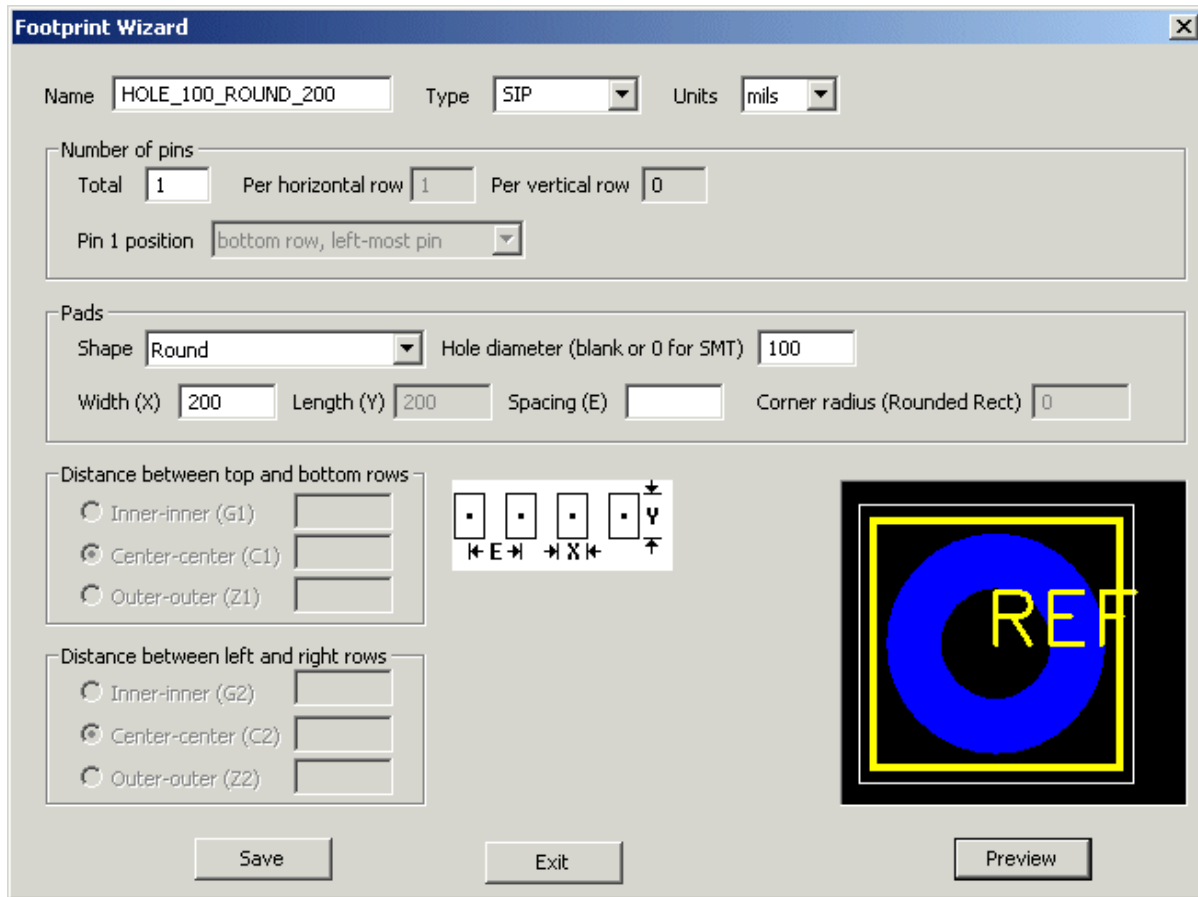 Footprint Wizard
Name HOLE_100_ROUND_200 Type SIP Units mils
Number of pins
Total 1 Per horizontal row 1 Per vertical row 0
Pin 1 position bottom row, left-most pin
Pads
Shape Round Hole diameter (blank or 0 for SMT) 100
Width (X) 200 Length (Y) 200 Spacing (E) Corner radius (Rounded Rect) 0
Distance between top and bottom rows
Inner-inner (G1)
Center-center (C1)
Outer-outer (Z1)
Y
E X
REF
Distance between left and right rows
Inner-inner (G2)
Center-center (C2)
Outer-outer (Z2)
Save Exit Preview